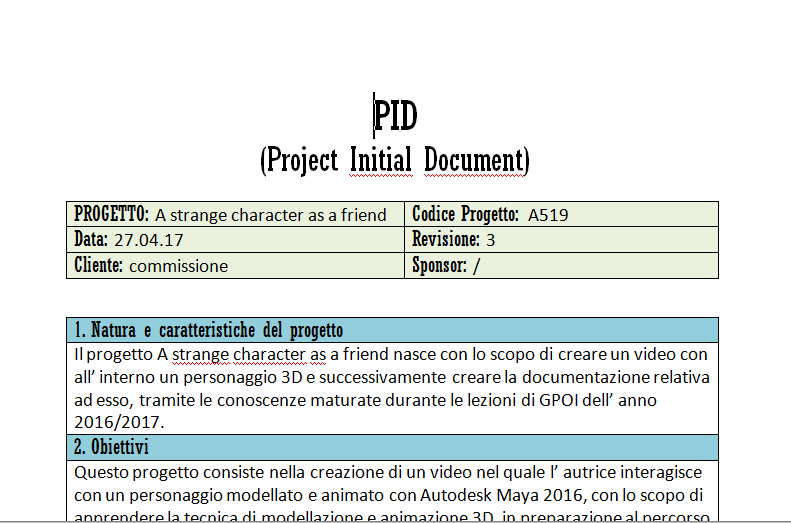 PID
(Project Initial Document)
PROGETTO: A strange character as a friend Codice Progetto: A519
Data: 27.04.17 Revisione: 3
Cliente: commissione Sponsor: /
1. Natura e caratteristiche del progetto
Il progetto A strange character as a friend nasce con lo scopo di creare un video con
all’ interno un personaggio 3D e successivamente creare la documentazione relativa
ad esso, tramite le conoscenze maturate durante le lezioni di GPOI dell’ anno
2016/2017.
2. Obiettivi
Questo progetto consiste nella creazione di un video nel quale l’ autrice interagisce
con un personaggio modellato e animato con Autodesk Maya 2016, con lo scopo di
apprendere la tecnica di modellazione e animazione 3D, in preparazione al percorso